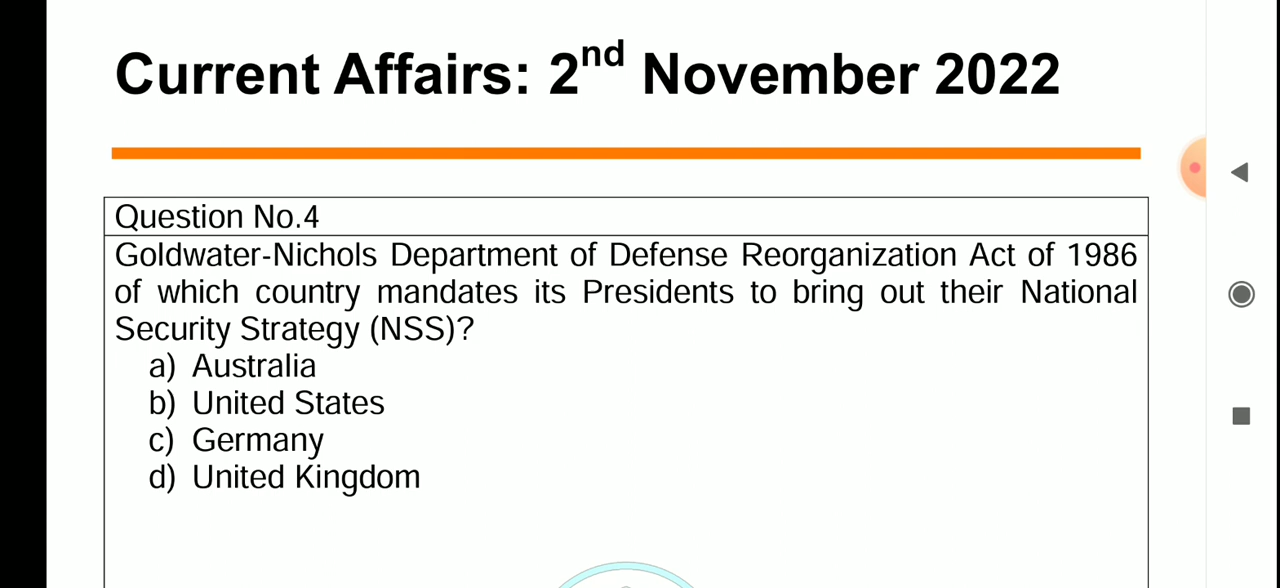 Current Affairs: 2nd November 2022
Question No.4
Goldwater-Nichols Department of Defense Reorganization Act of 1986
of which country mandates its Presidents to bring out their National
Security Strategy (NSS)?
a) Australia
b) United States
c) Germany
d) United Kingdom